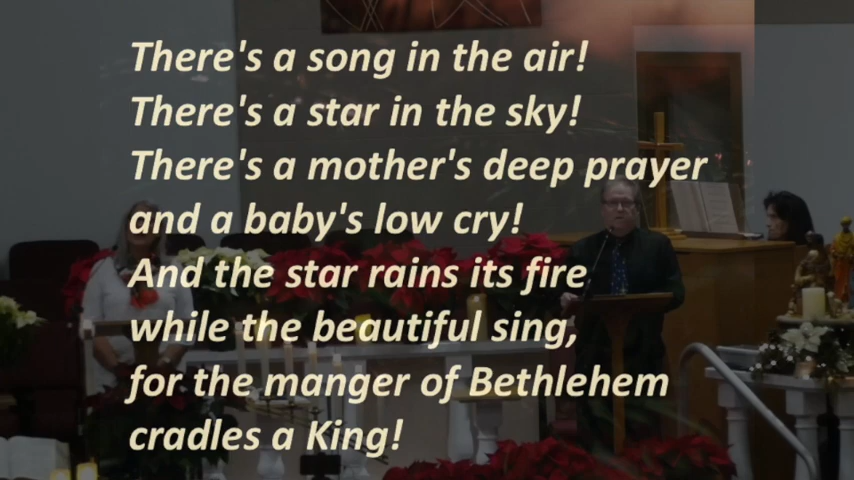 There's a song in the air!
There's a star in the sky!
There's a mother's deep prayer
and a baby's low cry!
And the star rains its fire
while the beautiful sing,
for the manger of Bethlehem
cradles a King!